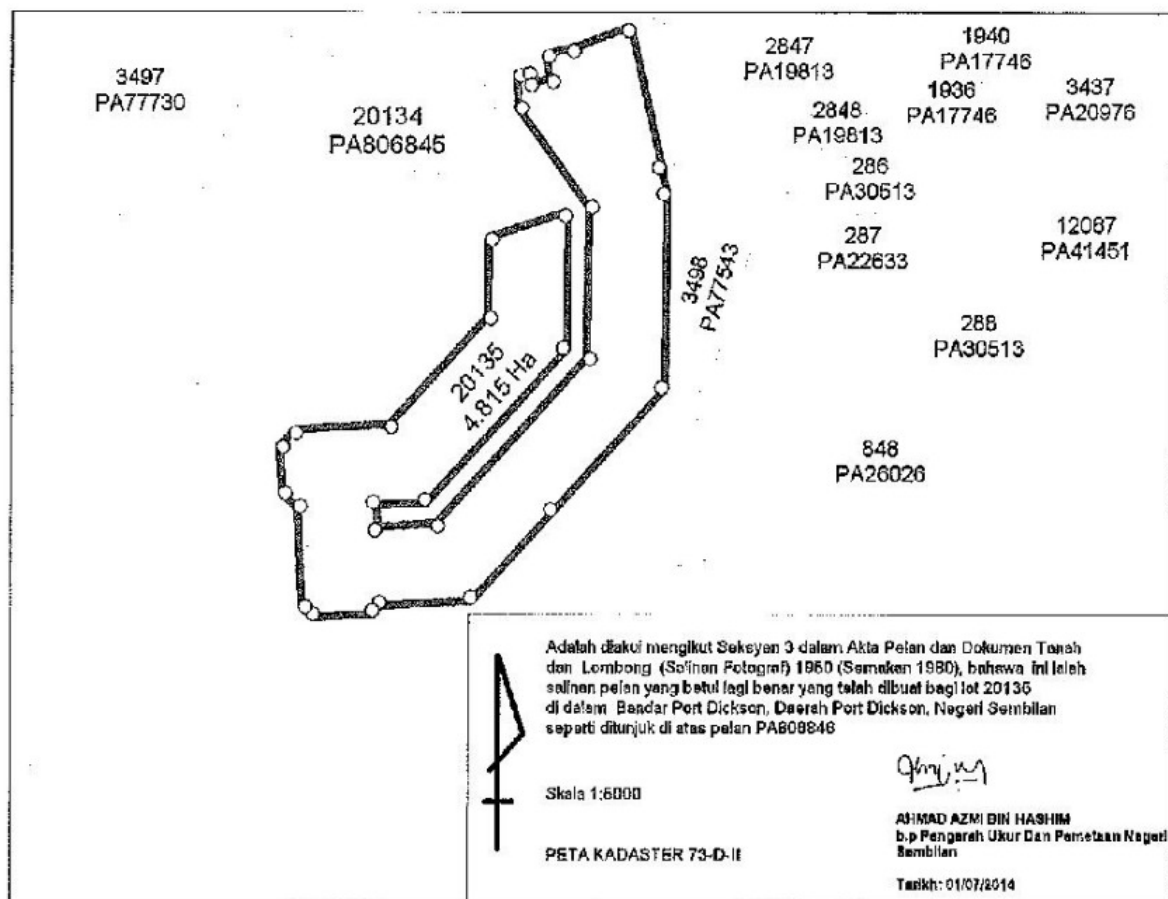 3497
PA77730
20134
PA806845
2847
PA19813
1940
PA17746
2848
PA19813
1936
PA17746
3437
PA20976
286
PA30513
287
PA22633
12067
PA41451
3498
PA77543
288
PA30513
20135
4.815 Ha
848
PA26026
Adalah diakui mengikut Seksyen 3 dalam Akta Pelan dan Dokumen Tanah
dan Lombong (Salinan Fotograf) 1950 (Semakan 1980), bahawa ini ialah
salinan pelan yang betul lagi benar yang telah dibuat bagi lot 20135
di dalam Bandar Port Dickson, Daerah Port Dickson, Negeri Sembilan
seperti ditunjuk di atas pelan PA806846
Skala 1:5000
PETA KADASTER 73-D-II
AHMAD AZMI BIN HASHIM
b.p Pengarah Ukur Dan Pemetaan Negeri
Sembilan
Tarikh: 01/07/2014